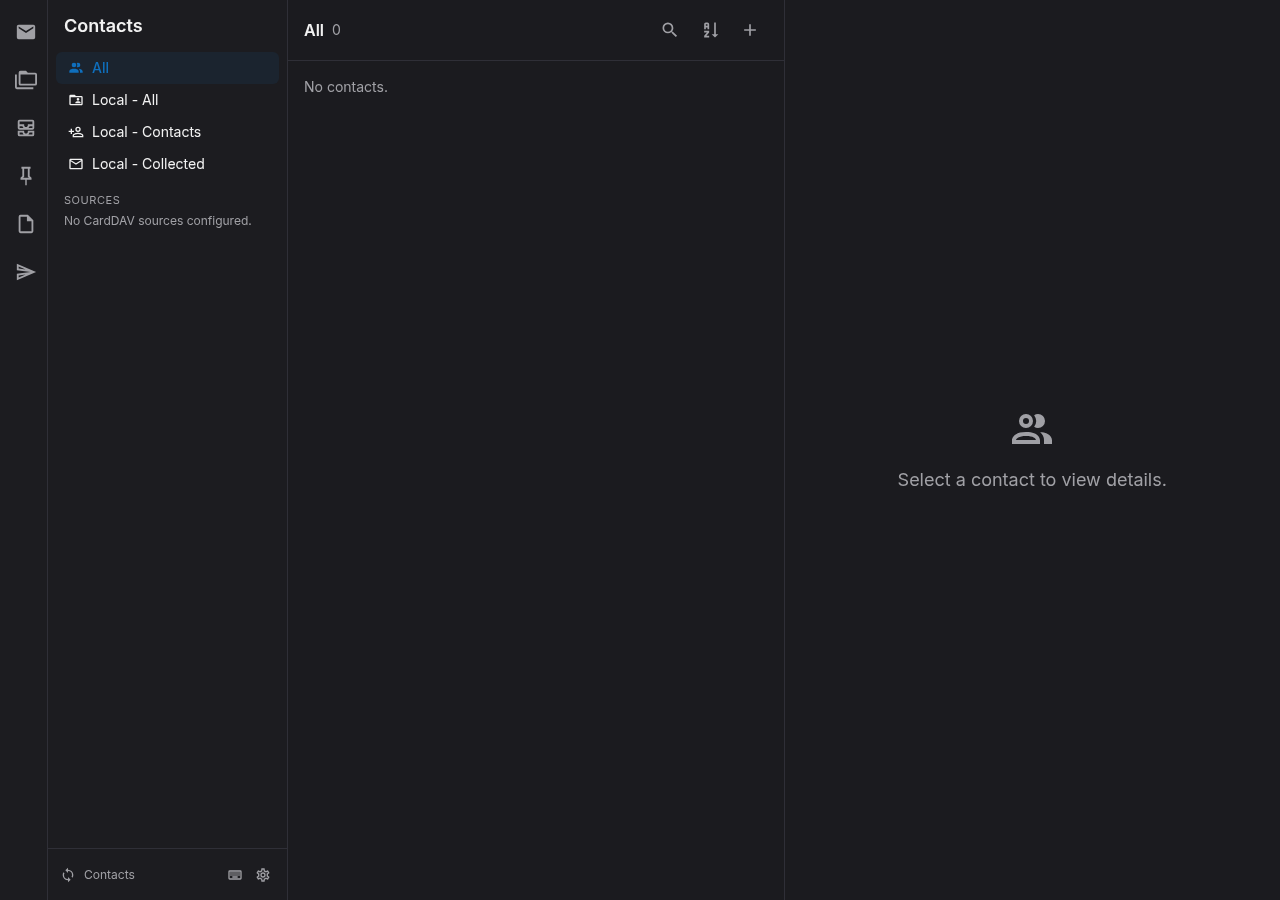 Contacts
All
Local - All
Local - Contacts
Local - Collected
SOURCES
No CardDAV sources configured.
Contacts
All 0
No contacts.
Select a contact to view details.